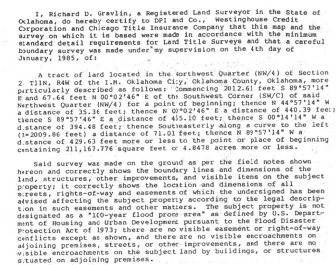 I, Richard D. Gravlin, a Registered Land Surveyor in the State of
Oklahoma, do hereby certify to DPI and Co., Westinghouse Credit
Corporation and Chicago Title Insurance Company that this map and the
survey on which it is based were made in accordance with the minimum
standard detail requirements for Land Title Surveys and that a careful
boundary survey was made under my supervision on the 4th day of
January, 1985, of:
A tract of land located in the Northwest Quarter (NW/4) of Section
2 T11N, R4W of the I.M. Oklahoma City, Oklahoma County, Oklahoma, more
particularly described as follows: Commencing 2012.61 feet S 89°57'14"
E and 67.64 feet N 00°02'46" E of the Southwest Corner (SW/C) of said
Northwest Quarter (NW/4) for a point of beginning; thence N 44°57'14" W
a distance of 35.34 feet; thence N 00°02'46" E a distance of 440.39 feet;
thence S 89°57'14" E a distance of 415.10 feet; thence S 00°14'14" W a
distance of 394.48 feet; thence Southeasterly along a curve to the left
(r=2009.86 feet) a distance of 71.01 feet; thence N 89°57'14" W a
distance of 429.63 feet more or less to the point or place of beginning
containing 211,167.776 square feet or 4.8478 acres more or less.
Said survey was made on the ground as per the field notes shown
hereon and correctly shows the boundary lines and dimensions of the
land, structures, other improvements, and visible items on the subject
property; it correctly shows the location and dimensions of all
streets, rights-of-way and easements of which the undersigned has been
advised affecting the subject property according to the legal descrip-
tion in such easements and other matters. The subject property is not
designated as a "100-year flood prone area" as defined by U.S. Depart-
ment of Housing and Urban Development pursuant to the Flood Disaster
Protection Act of 1973; there are no visible easement or right-of-way
conflicts except as shown, and there are no visible encroachments on
adjoining premises, streets, or other improvements, and there are no
visible encroachments on the subject land by buildings, or structures
situated on adjoining premises.